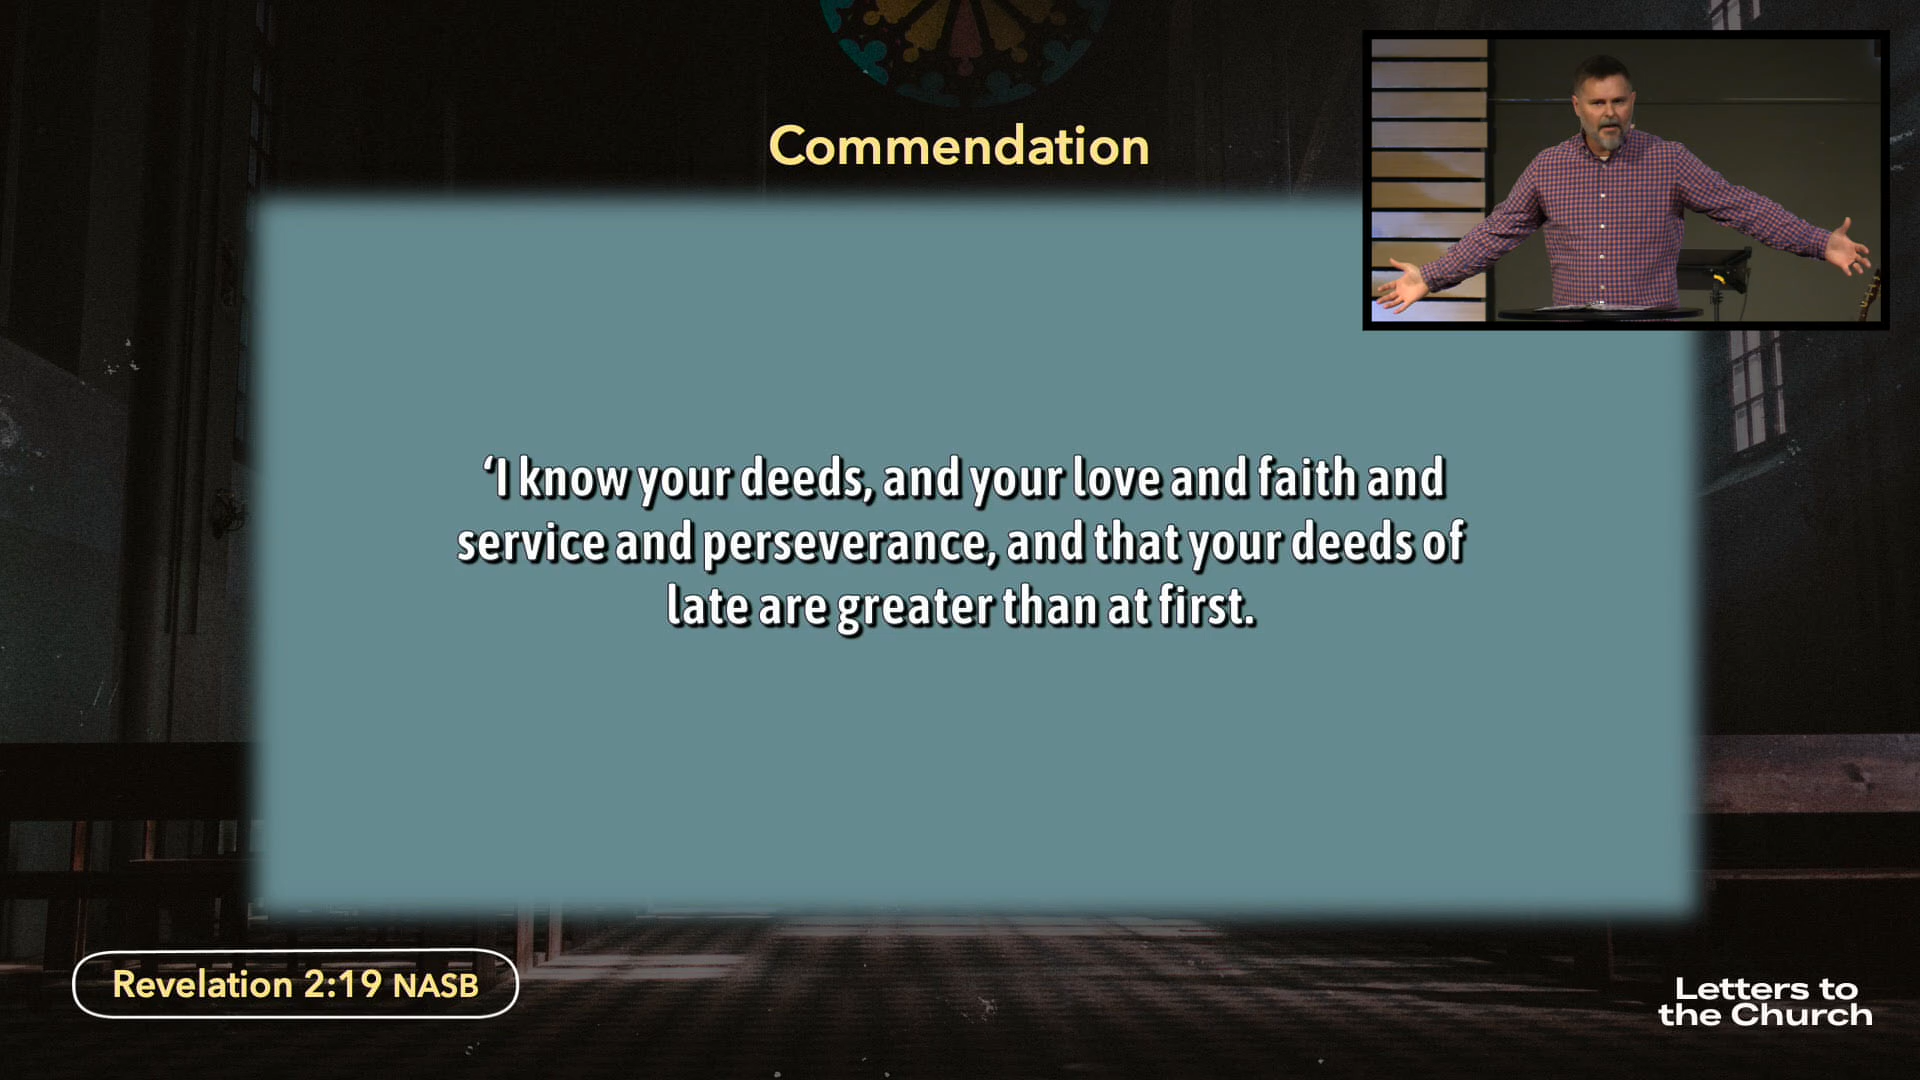 Commendation
‘I know your deeds, and your love and faith and
service and perseverance, and that your deeds of
late are greater than at first.
Revelation 2:19 NASB
Letters to
the Church